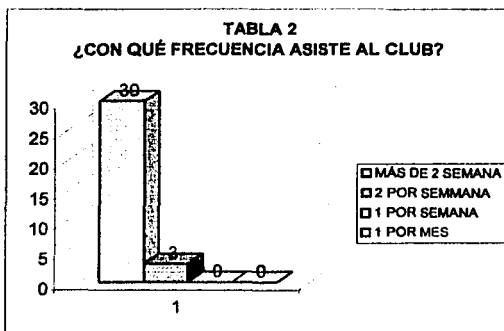 TABLA 2
¿CON QUÉ FRECUENCIA ASISTE AL CLUB?
30
30
25
20
15
10
5
0
3
0
0
1
MÁS DE 2 SEMANA
2 POR SEMMANA
1 POR SEMANA
1 POR MES